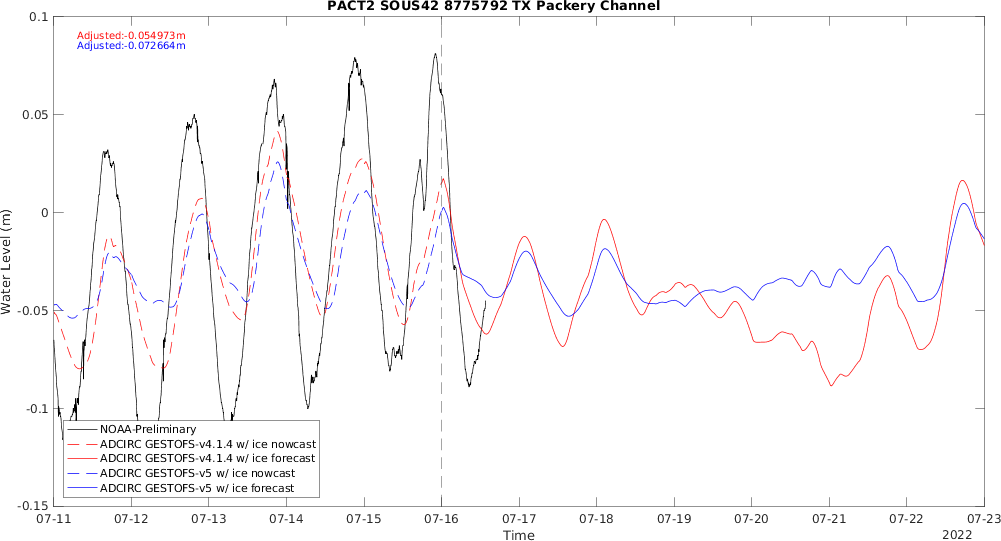 PACT2 SOUS42 8775792 TX Packery Channel
Adjusted:-0.054973m
Adjusted:-0.072664m
0.1
0.05
0
-0.05
-0.1
-0.15
Water Level (m)
NOAA-Preliminary
ADCIRC GESTOFS-v4.1.4 w/ ice nowcast
ADCIRC GESTOFS-v4.1.4 w/ ice forecast
ADCIRC GESTOFS-v5 w/ ice nowcast
ADCIRC GESTOFS-v5 w/ ice forecast
07-11 07-12 07-13 07-14 07-15 07-16 07-17 07-18 07-19 07-20 07-21 07-22 07-23
Time
2022